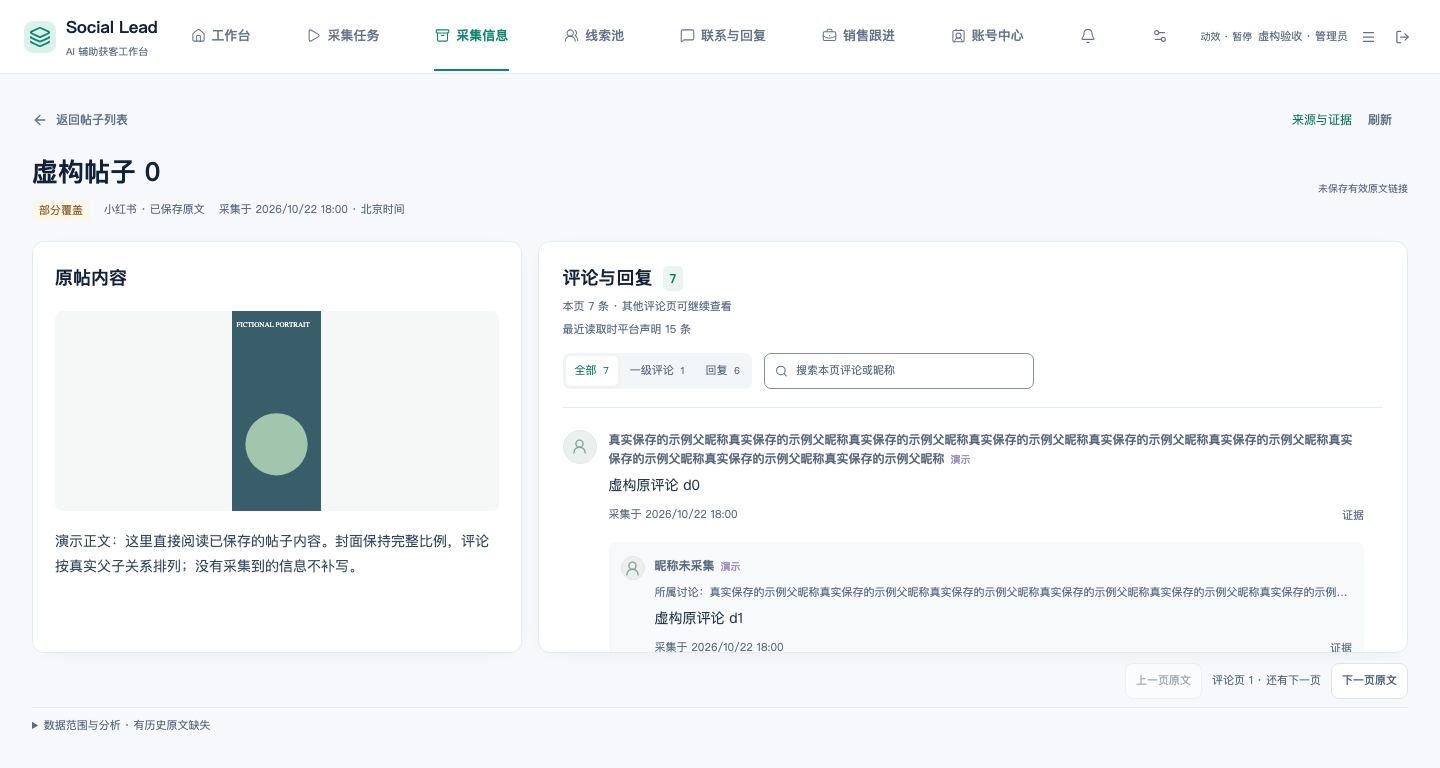 Social Lead
AI 辅助获客工作台
工作台
采集任务
采集信息
线索池
联系与回复
销售跟进
账号中心
动效 · 暂停 虚构验收 · 管理员
返回帖子列表
来源与证据 刷新
虚构帖子 0
未保存有效原文链接
部分覆盖 小红书 · 已保存原文 采集于 2026/10/22 18:00 · 北京时间
原帖内容
FICTIONAL PORTRAIT
演示正文：这里直接阅读已保存的帖子内容。封面保持完整比例，评论
按真实父子关系排列；没有采集到的信息不补写。
评论与回复 7
本页 7 条 · 其他评论页可继续查看
最近读取时平台声明 15 条
全部 7 一级评论 1 回复 6
搜索本页评论或昵称
真实保存的示例父昵称真实保存的示例父昵称真实保存的示例父昵称真实保存的示例父昵称真实保存的示例父昵称真实保存的示例父昵称真实
保存的示例父昵称真实保存的示例父昵称真实保存的示例父昵称 演示
虚构原评论 d0
采集于 2026/10/22 18:00 证据
昵称未采集 演示
所属讨论：真实保存的示例父昵称真实保存的示例父昵称真实保存的示例父昵称真实保存的示例父昵称真实保存的示例父昵称真实保存的示例...
虚构原评论 d1
采集于 2026/10/22 18:00 证据
上一页原文 评论页 1 · 还有下一页 下一页原文
数据范围与分析 · 有历史原文缺失